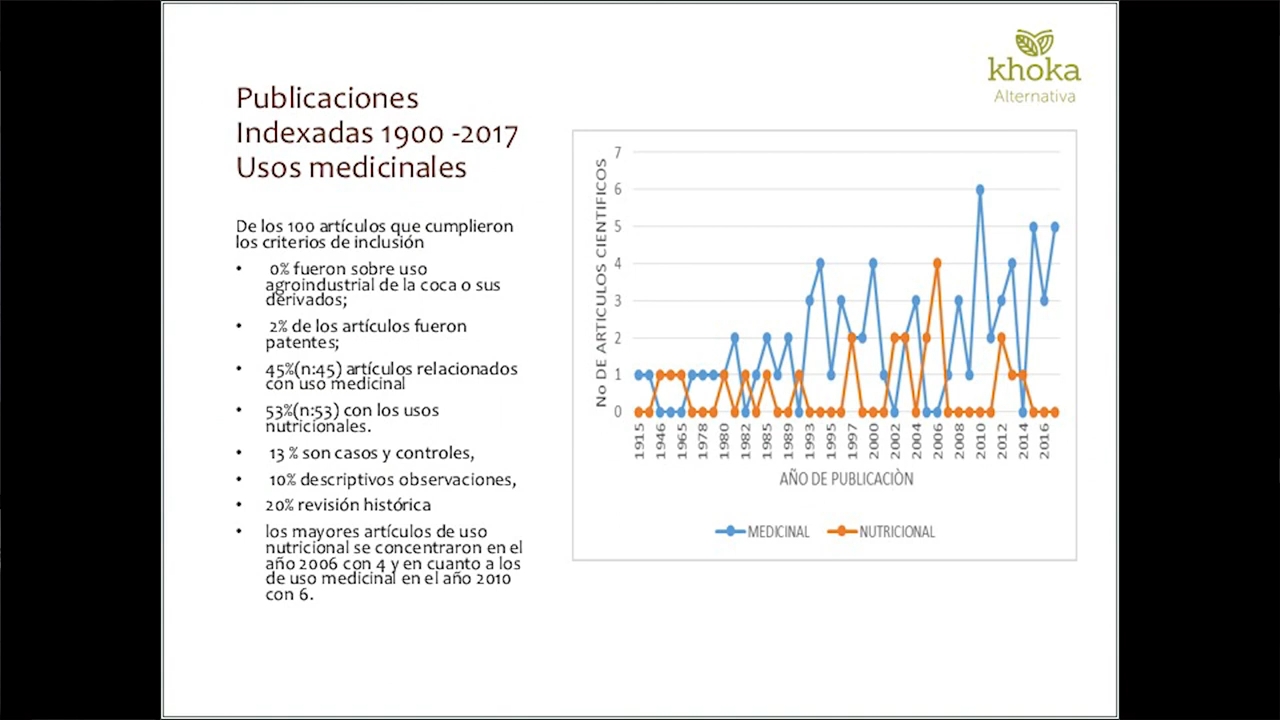 khoka
Alternativa
Publicaciones
Indexadas 1900 -2017
Usos medicinales
De los 100 artículos que cumplieron
los criterios de inclusión
• 0% fueron sobre uso
agroindustrial de la coca o sus
derivados;
• 2% de los artículos fueron
patentes;
• 45%(n:45) artículos relacionados
con uso medicinal
• 53%(n:53) con los usos
nutricionales.
• 13 % son casos y controles,
• 10% descriptivos observaciones,
• 20% revisión histórica
• los mayores artículos de uso
nutricional se concentraron en el
año 2006 con 4 y en cuanto a los
de uso medicinal en el año 2010
con 6.
No DE ARTICULOS CIENTIFICOS
7
6
5
4
3
2
1
0
1915 1946 1965 1978 1980 1982 1985 1989 1993 1995 1997 2000 2002 2004 2006 2008 2010 2012 2014 2016
AÑO DE PUBLICACIÒN
MEDICINAL NUTRICIONAL